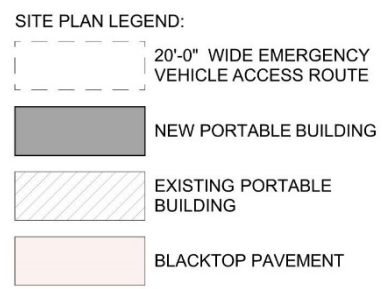 SITE PLAN LEGEND:
20'-0" WIDE EMERGENCY
VEHICLE ACCESS ROUTE
NEW PORTABLE BUILDING
EXISTING PORTABLE
BUILDING
BLACKTOP PAVEMENT